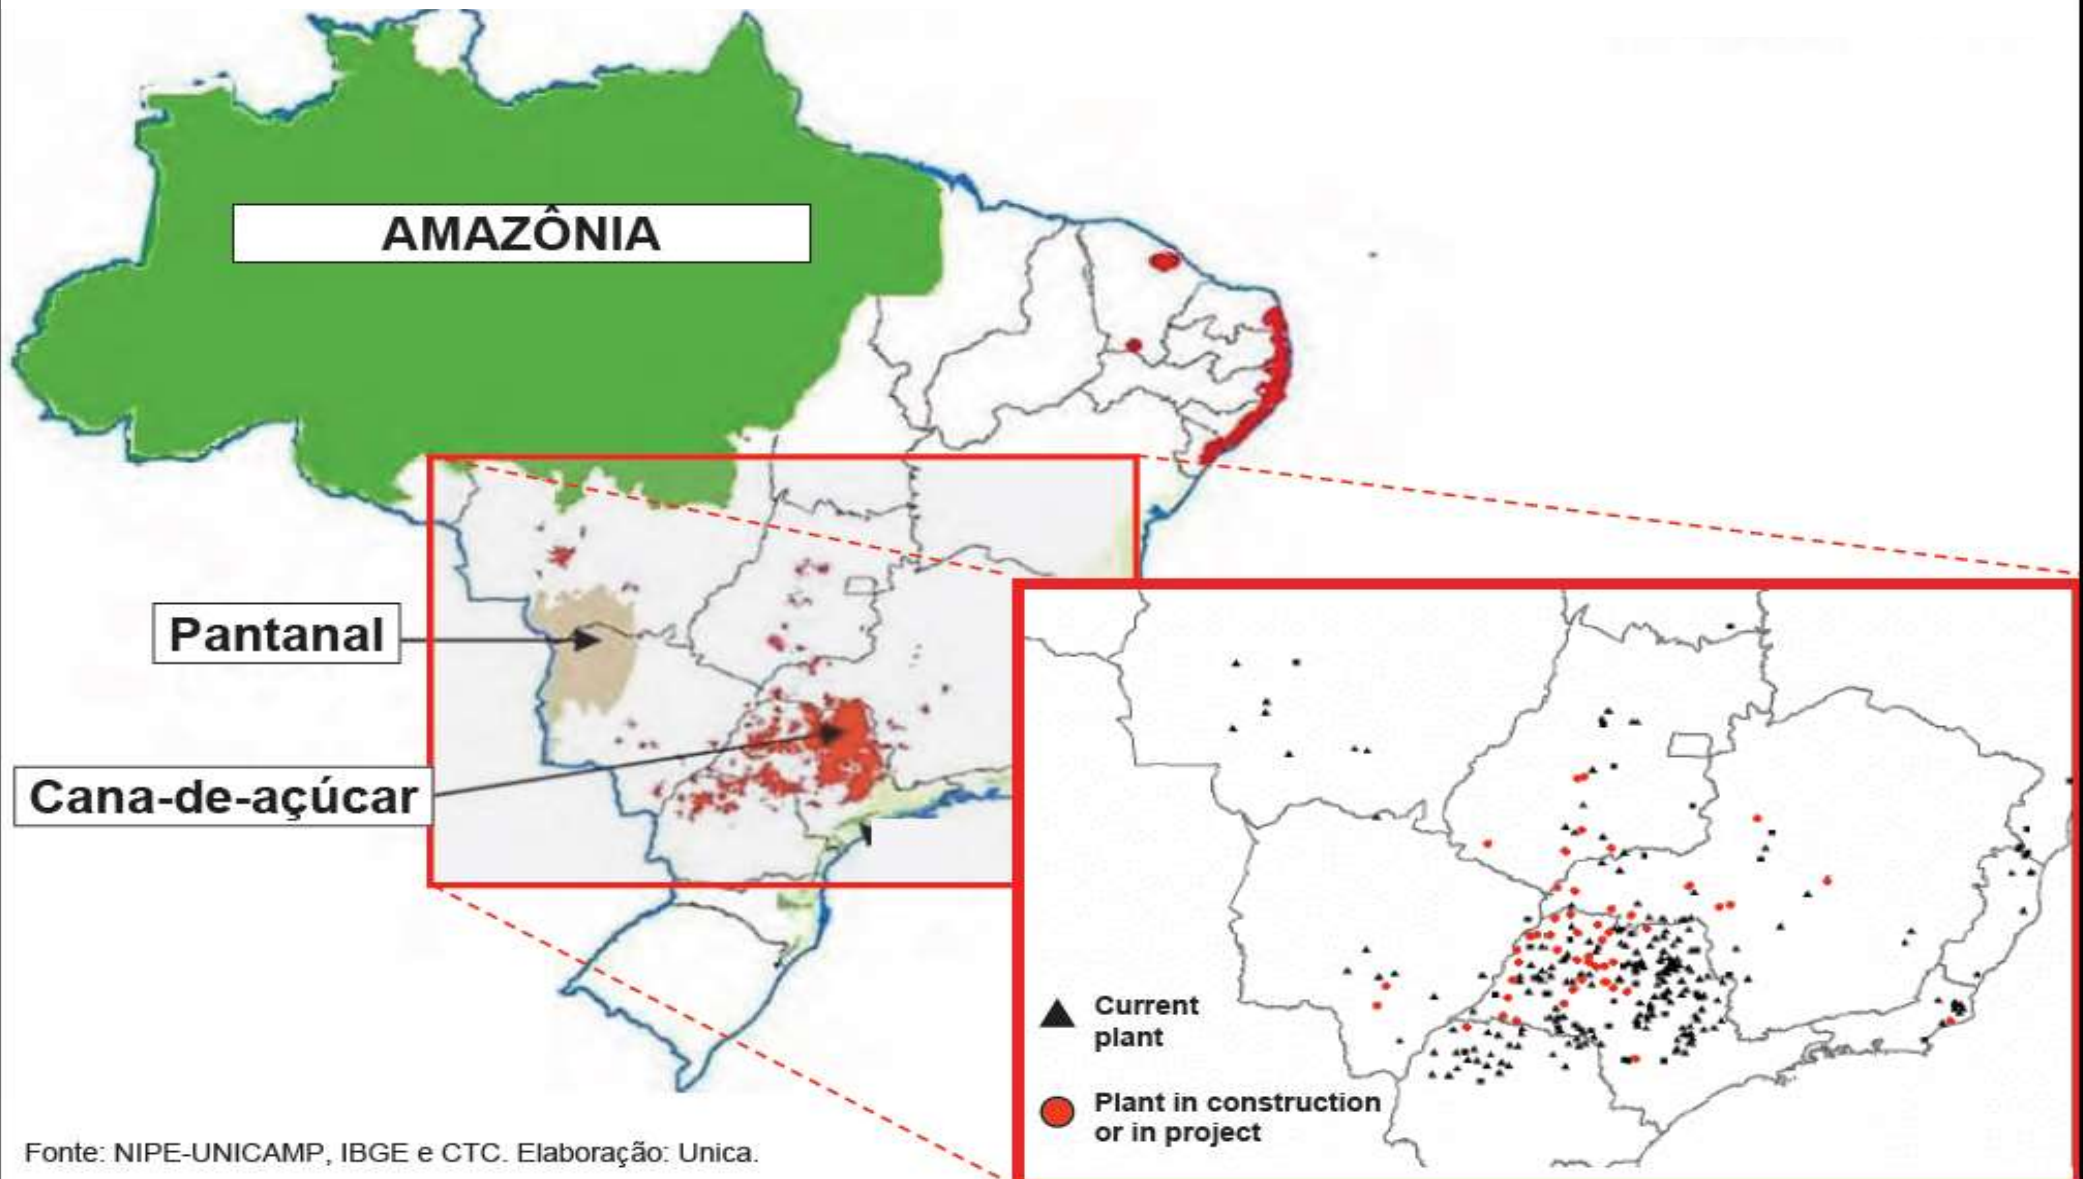 AMAZÔNIA
Pantanal
Cana-de-açúcar
Current
plant
Plant in construction
or in project
Fonte: NIPE-UNICAMP, IBGE e CTC. Elaboração: Unica.